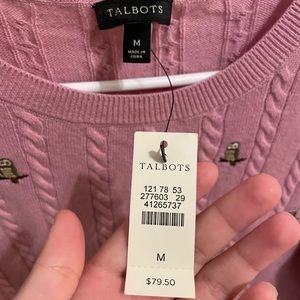 TALBOTS
M
MADE IN
CHINA
TALBOTS
121 78 53
277603 29
41265737
M
$79.50